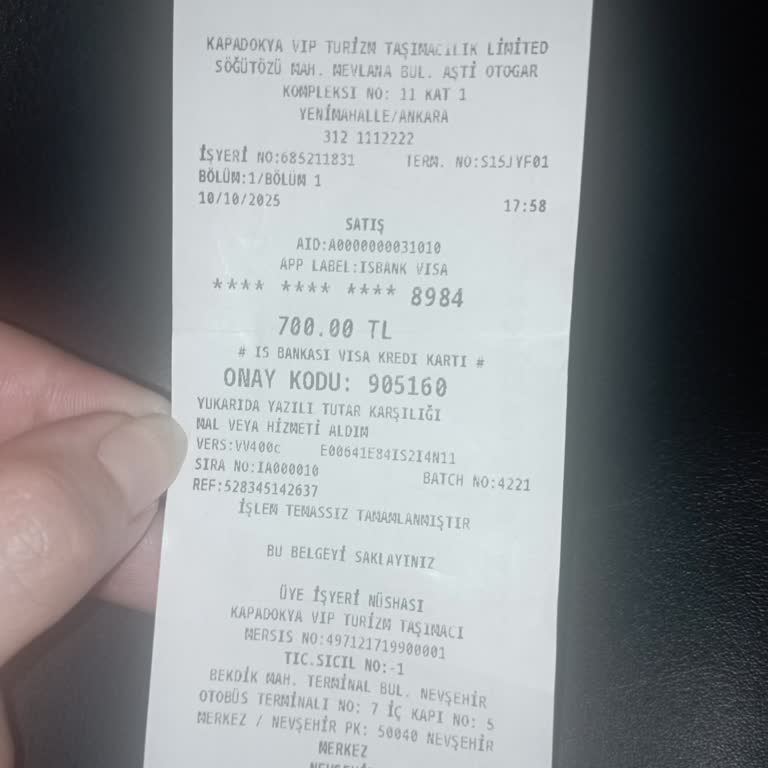 KAPADOKYA VIP TURİZM TAŞIMACILIK LİMİTED
SÖĞÜTÖZÜ MAH. MEVLANA BUL. AŞTİ OTOGAR
KOMPLEKSI NO: 11 KAT 1
YENİMAHALLE/ANKARA
312 1112222
İŞYERİ NO:685211831 TERM. NO:S15JYF01
BÖLÜM:1/BÖLÜM 1
10/10/2025 17:58
SATIŞ
AID:A0000000031010
APP LABEL:ISBANK VISA
**** **** **** 8984
700.00 TL
# IS BANKASI VISA KREDI KARTI #
ONAY KODU: 905160
YUKARIDA YAZILI TUTAR KARŞILIĞI
MAL VEYA HİZMETİ ALDIM
VERS:VV400c E00641E84IS2I4N11
SIRA NO:IA000010 BATCH NO:4221
REF:528345142637
İŞLEM TEMASSIZ TAMAMLANMIŞTIR
BU BELGEYİ SAKLAYINIZ
ÜYE İŞYERİ NÜSHASI
KAPADOKYA VIP TURİZM TAŞIMACI
MERSIS NO:497121719900001
TIC.SICIL NO:-1
BEKDİK MAH. TERMİNAL BUL. NEVŞEHİR
OTOBÜS TERMİNALI NO: 7 İÇ KAPI NO: 5
MERKEZ / NEVŞEHİR PK: 50040 NEVŞEHİR
MERKEZ